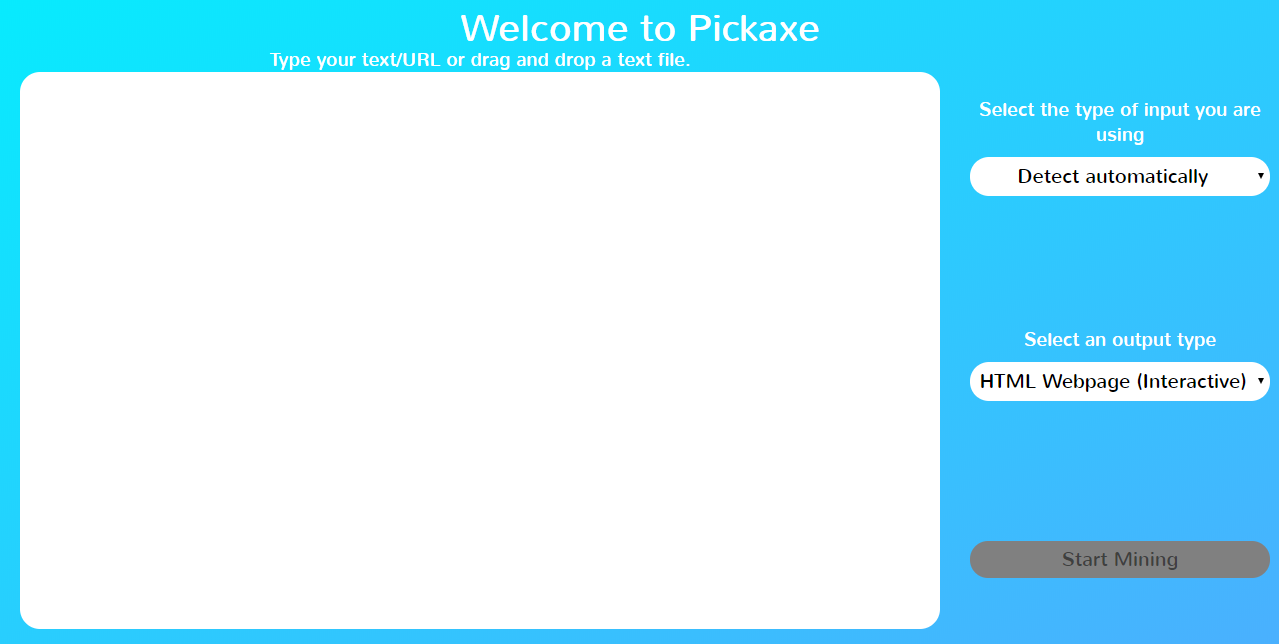 Welcome to Pickaxe
Type your text/URL or drag and drop a text file.
Select the type of input you are
using
Detect automatically
Select an output type
HTML Webpage (Interactive)
Start Mining